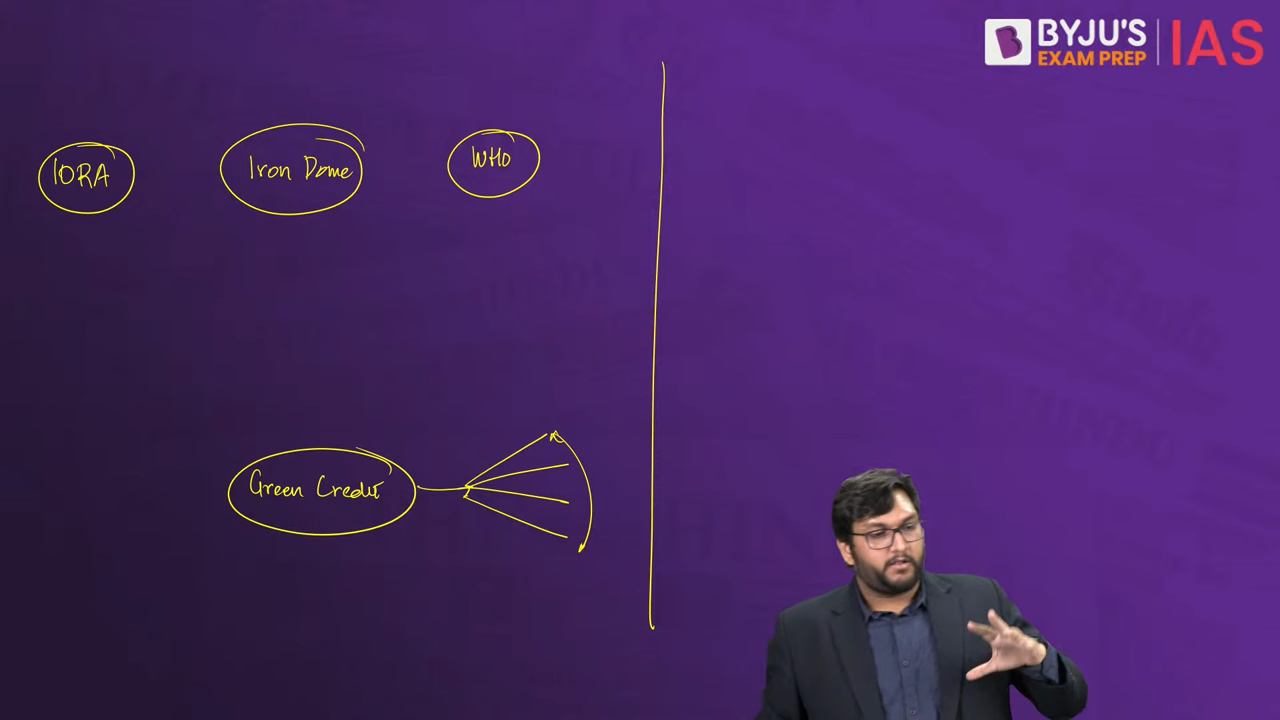 BYJU'S
EXAM PREP
IAS
IORA
Iron Dome
WHO
Green Credit